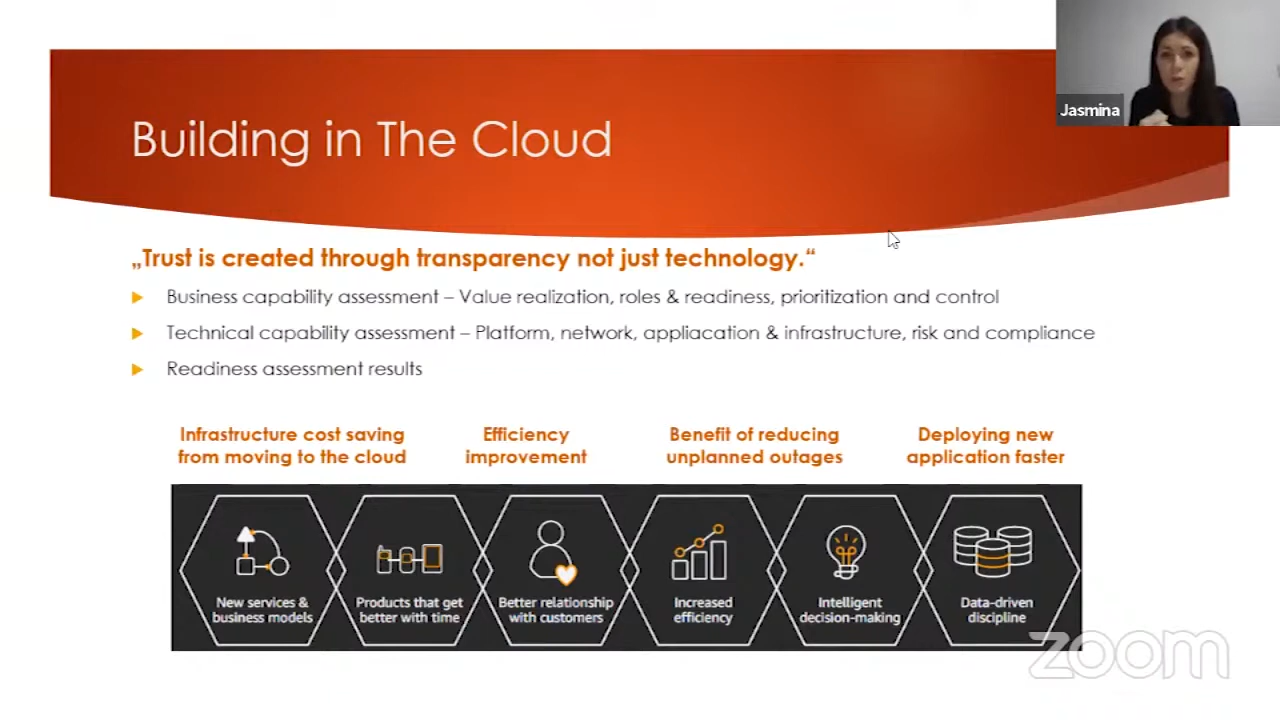 Jasmina
Building in The Cloud
„Trust is created through transparency not just technology.“
Business capability assessment – Value realization, roles & readiness, prioritization and control
Technical capability assessment – Platform, network, appliacation & infrastructure, risk and compliance
Readiness assessment results
Infrastructure cost saving
from moving to the cloud
Efficiency
improvement
Benefit of reducing
unplanned outages
Deploying new
application faster
New services &
business models
Products that get
better with time
Better relationship
with customers
Increased
efficiency
Intelligent
decision-making
Data-driven
discipline
zoom